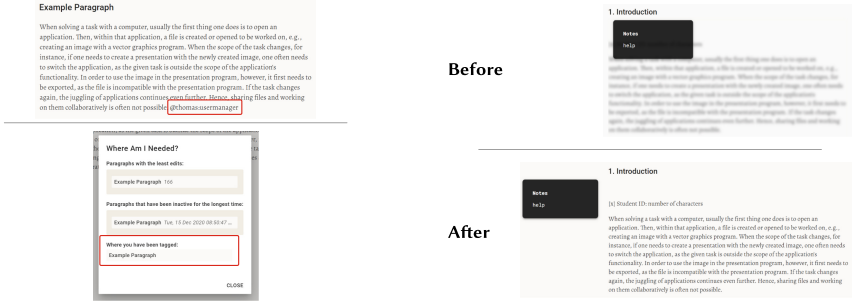 Example Paragraph
When solving a task with a computer, usually the first thing one does is to open an
application. Then, within that application, a file is created or opened to be worked on, e.g.,
creating an image with a vector graphics program. When the scope of the task changes, for
instance, if one needs to create a presentation with the newly created image, one often needs
to switch the application, as the given task is outside the scope of the application's
functionality. In order to use the image in the presentation program, however, it first needs to
be exported, as the file is incompatible with the presentation program. If the task changes
again, the juggling of applications continues even further. Hence, sharing files and working
on them collaboratively is often not possible @thomas:usermanager
Where Am I Needed?
Paragraphs with the least edits:
Example Paragraph 166
Paragraphs that have been inactive for the longest time:
Example Paragraph Tue, 15 Dez 2020 08:50:47 ...
Where you have been tagged:
Example Paragraph
CLOSE
Before
1. Introduction
Notes
help
After
1. Introduction
Notes
help
[x] Student ID: number of characters
When solving a task with a computer, usually the first thing one does is to open an
application. Then, within that application, a file is created or opened to be worked on, e.g.,
creating an image with a vector graphics program. When the scope of the task changes, for
instance, if one needs to create a presentation with the newly created image, one often needs
to switch the application, as the given task is outside the scope of the application's
functionality. In order to use the image in the presentation program, however, it first needs to
be exported, as the file is incompatible with the presentation program. If the task changes
again, the juggling of applications continues even further. Hence, sharing files and working
on them collaboratively is often not possible.